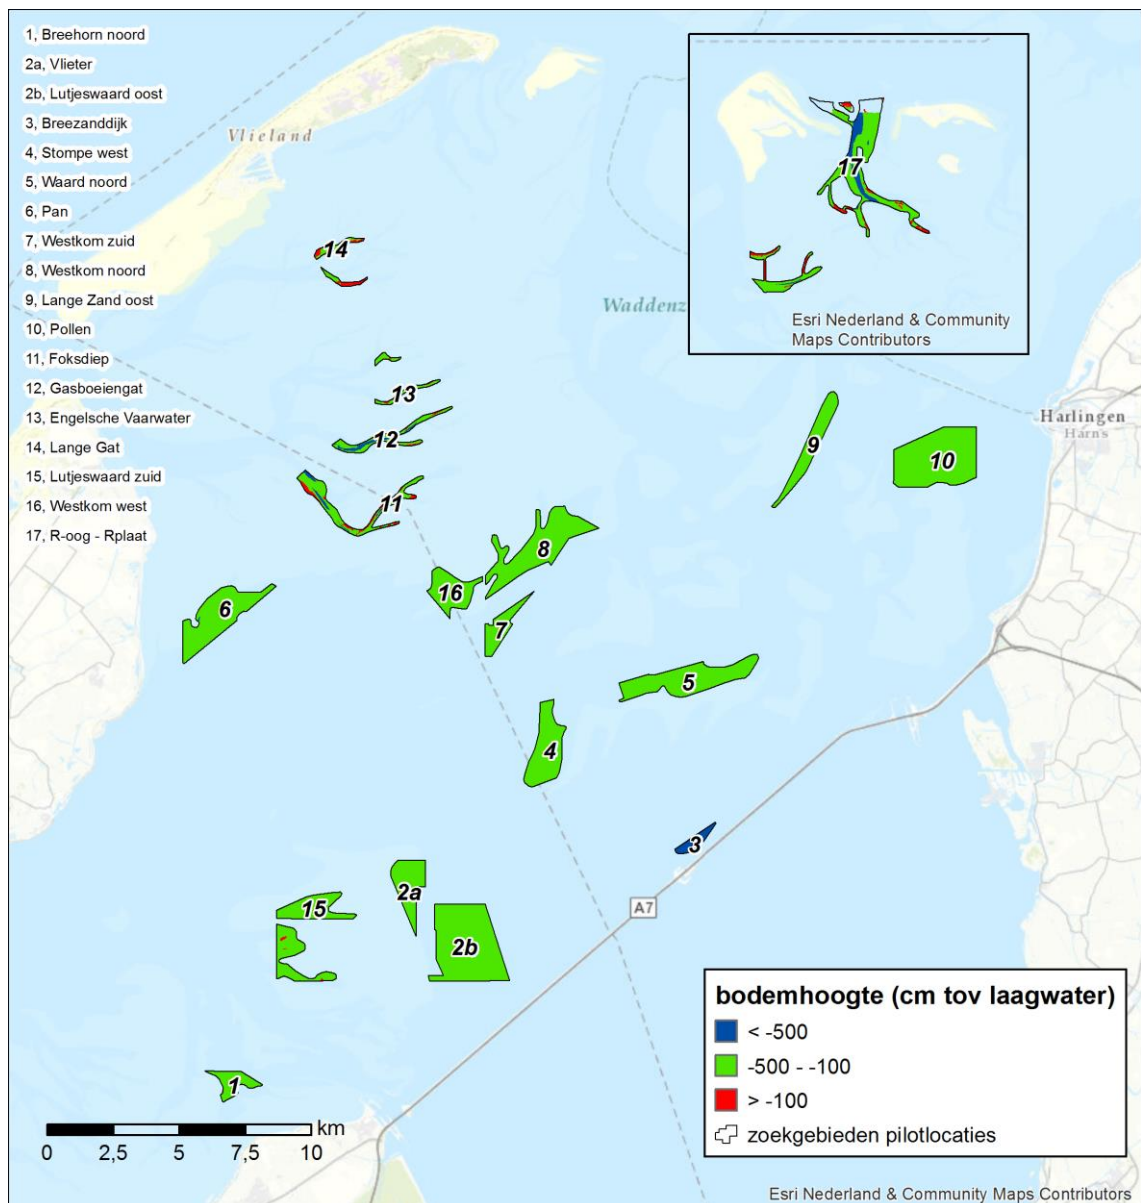 1, Breehorn noord
2a, Vlieter
2b, Lutjeswaard oost
3, Breezanddijk
4, Stompe west
5, Waard noord
6, Pan
7, Westkom zuid
8, Westkom noord
9, Lange Zand oost
10, Pollen
11, Foksdiep
12, Gasboeiengat
13, Engelsche Vaarwater
14, Lange Gat
15, Lutjeswaard zuid
16, Westkom west
17, R-oog - Rplaat
Vlieland
Waddenz
17
Esri Nederland & Community
Maps Contributors
14
13
12
11
9
10
Harlingen
Harns
8
16
7
6
5
4
3
A7
2a
2b
15
1
km
0 2,5 5 7,5 10
bodemhoogte (cm tov laagwater)
< -500
-500 - -100
> -100
zoekgebieden pilotlocaties
Esri Nederland & Community Maps Contributors